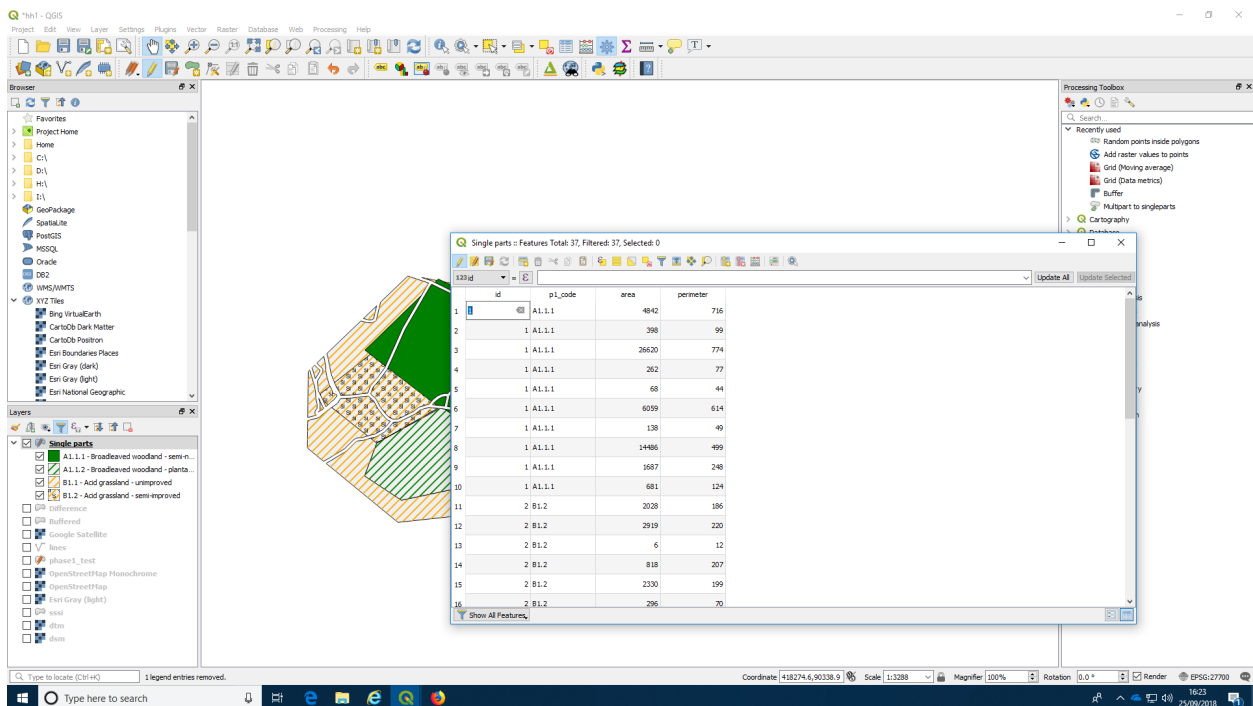 *hh1 - QGIS
Project Edit View Layer Settings Plugins Vector Raster Database Web Processing Help
Browser
Favorites
Project Home
Home
C:\
D:\
H:\
I:\
GeoPackage
SpatiaLite
PostGIS
MSSQL
Oracle
DB2
WMS/WMTS
XYZ Tiles
Bing VirtualEarth
CartoDb Dark Matter
CartoDb Positron
Esri Boundaries Places
Esri Gray (dark)
Esri Gray (light)
Esri National Geographic
Layers
Single parts
A1.1.1 - Broadleaved woodland - semi-n...
A1.1.2 - Broadleaved woodland - planta...
B1.1 - Acid grassland - unimproved
B1.2 - Acid grassland - semi-improved
Difference
Buffered
Google Satellite
lines
phase1_test
OpenStreetMap Monochrome
OpenStreetMap
Esri Gray (light)
sssi
dtm
dsm
Processing Toolbox
Search...
Recently used
Random points inside polygons
Add raster values to points
Grid (Moving average)
Grid (Data metrics)
Buffer
Multipart to singleparts
Cartography
Database
Single parts :: Features Total: 37, Filtered: 37, Selected: 0
123 id = ε Update All Update Selected
id p1_code area perimeter
1 1 A1.1.1 4842 716
2 1 A1.1.1 398 99
3 1 A1.1.1 26620 774
4 1 A1.1.1 262 77
5 1 A1.1.1 68 44
6 1 A1.1.1 6059 614
7 1 A1.1.1 138 49
8 1 A1.1.1 14486 499
9 1 A1.1.1 1687 248
10 1 A1.1.1 681 124
11 2 B1.2 2028 186
12 2 B1.2 2919 220
13 2 B1.2 6 12
14 2 B1.2 818 207
15 2 B1.2 2330 199
16 2 B1.2 296 70
Show All Features
Type to locate (Ctrl+K) 1 legend entries removed. Coordinate 418274.6,90338.9 Scale 1:3288 Magnifier 100% Rotation 0.0 ° Render EPSG:27700
Type here to search
16:23
25/09/2018